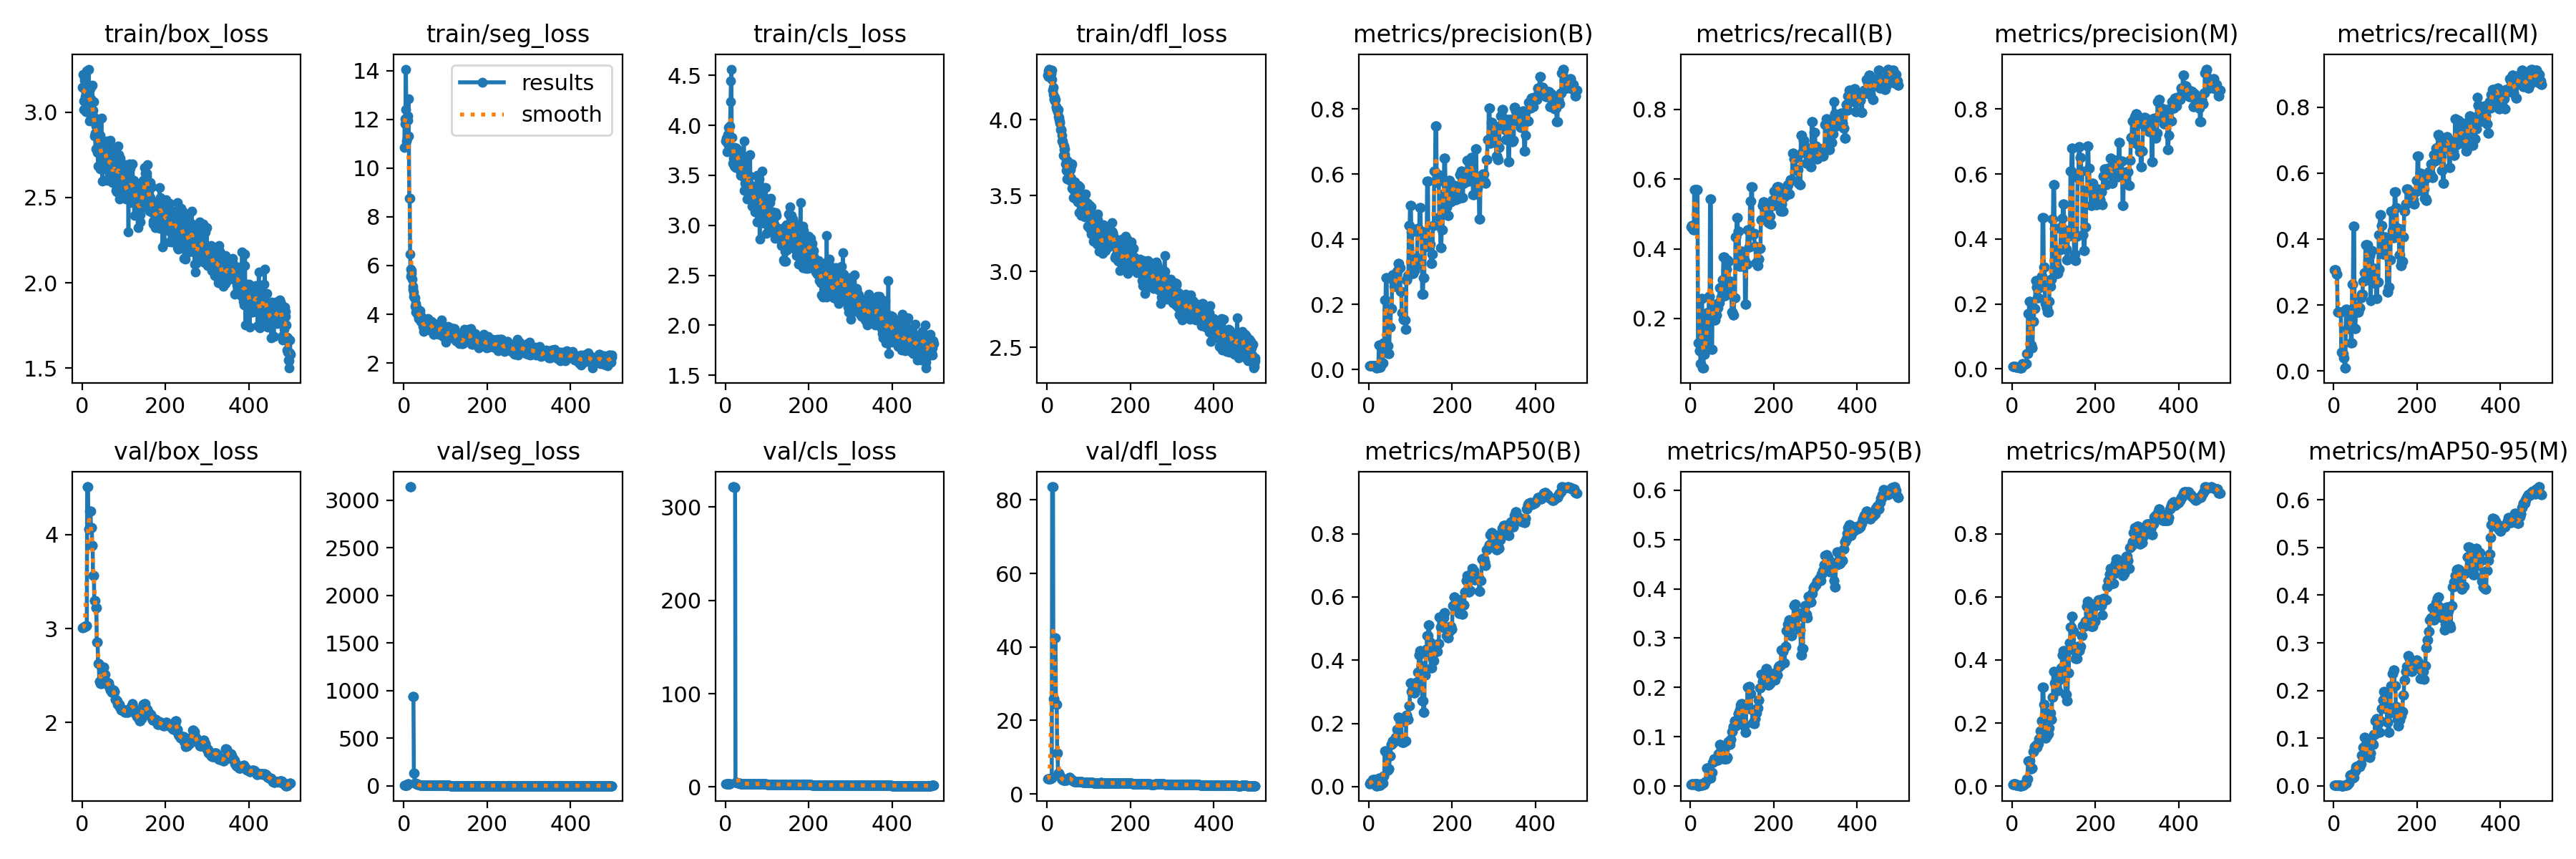 train/box_loss
3.0
2.5
2.0
1.5
0 200 400
train/seg_loss
14
12
10
8
6
4
2
0 200 400
results
smooth
train/cls_loss
4.5
4.0
3.5
3.0
2.5
2.0
1.5
0 200 400
train/dfl_loss
4.0
3.5
3.0
2.5
0 200 400
metrics/precision(B)
0.8
0.6
0.4
0.2
0.0
0 200 400
metrics/recall(B)
0.8
0.6
0.4
0.2
0 200 400
metrics/precision(M)
0.8
0.6
0.4
0.2
0.0
0 200 400
metrics/recall(M)
0.8
0.6
0.4
0.2
0.0
0 200 400
val/box_loss
4
3
2
0 200 400
val/seg_loss
3000
2500
2000
1500
1000
500
0
0 200 400
val/cls_loss
300
200
100
0
0 200 400
val/dfl_loss
80
60
40
20
0
0 200 400
metrics/mAP50(B)
0.8
0.6
0.4
0.2
0.0
0 200 400
metrics/mAP50-95(B)
0.6
0.5
0.4
0.3
0.2
0.1
0.0
0 200 400
metrics/mAP50(M)
0.8
0.6
0.4
0.2
0.0
0 200 400
metrics/mAP50-95(M)
0.6
0.5
0.4
0.3
0.2
0.1
0.0
0 200 400